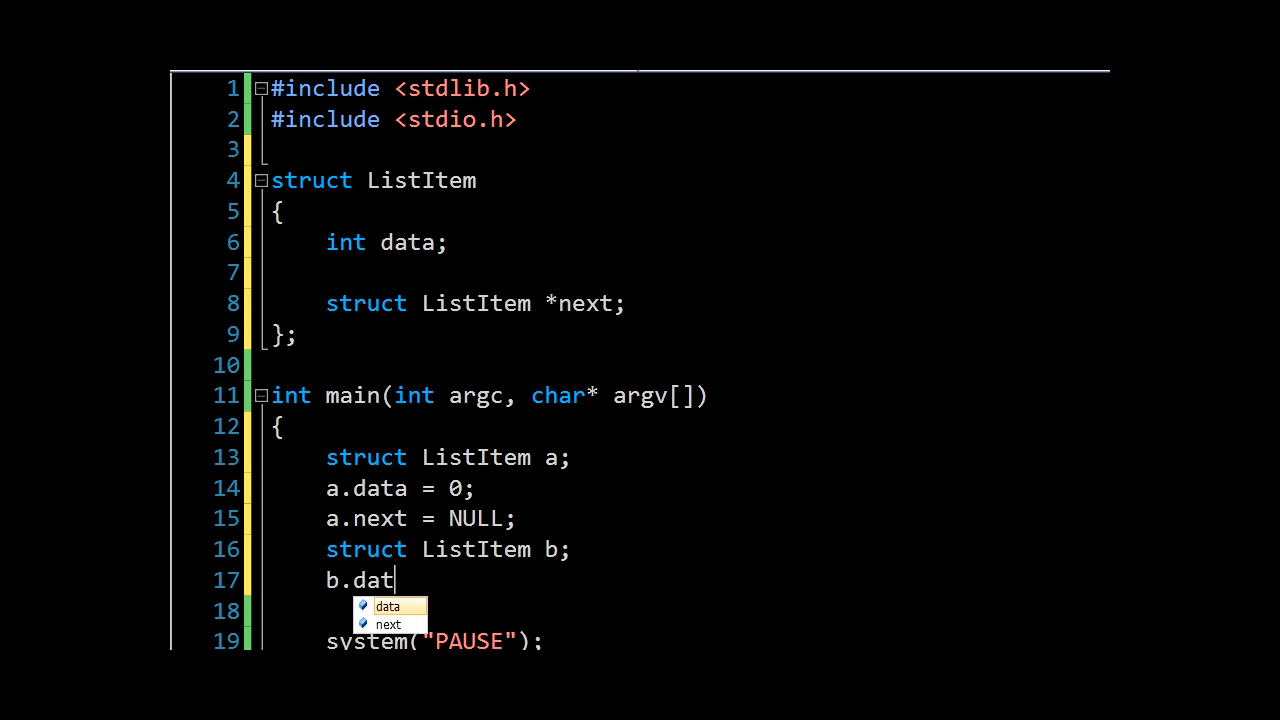 1 #include <stdlib.h>
2 #include <stdio.h>
3
4 struct ListItem
5 {
6 int data;
7
8 struct ListItem *next;
9 };
10
11 int main(int argc, char* argv[])
12 {
13 struct ListItem a;
14 a.data = 0;
15 a.next = NULL;
16 struct ListItem b;
17 b.dat
data
18
next
19 system("PAUSE");